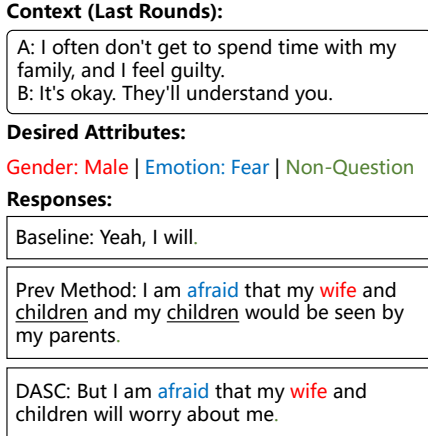 Context (Last Rounds):
A: I often don't get to spend time with my
family, and I feel guilty.
B: It's okay. They'll understand you.
Desired Attributes:
Gender: Male | Emotion: Fear | Non-Question
Responses:
Baseline: Yeah, I will.
Prev Method: I am afraid that my wife and
children and my children would be seen by
my parents.
DASC: But I am afraid that my wife and
children will worry about me.